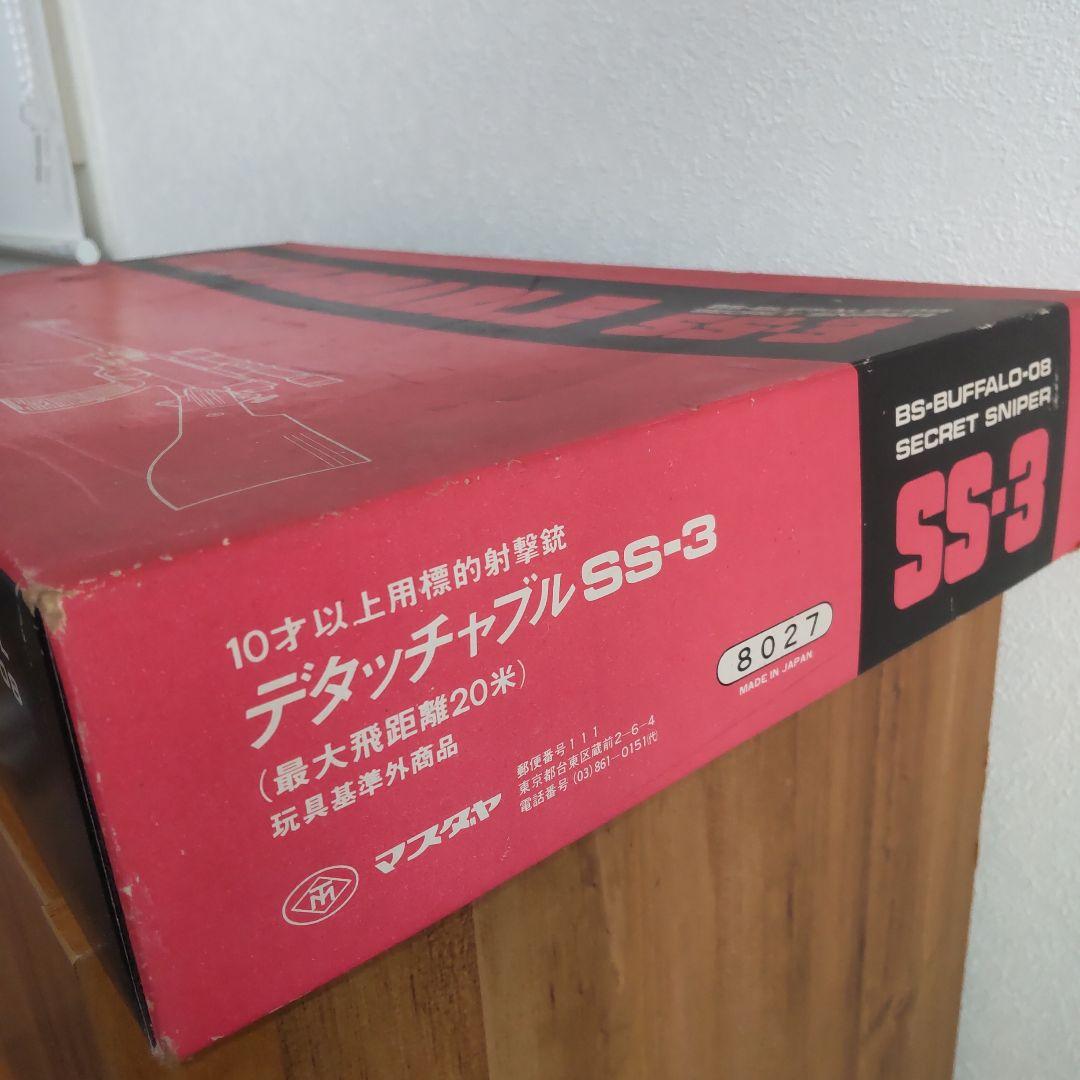 SS-3
10才以上用標的射撃銃
デタッチャブルSS-3
(最大飛距離20米)
玩具基準外商品
マスダヤ
郵便番号111
東京都台東区蔵前2-6-4
電話番号 (03)861-0151(代)
8027
MADE IN JAPAN
BS-BUFFALO-08
SECRET SNIPER
SS-3